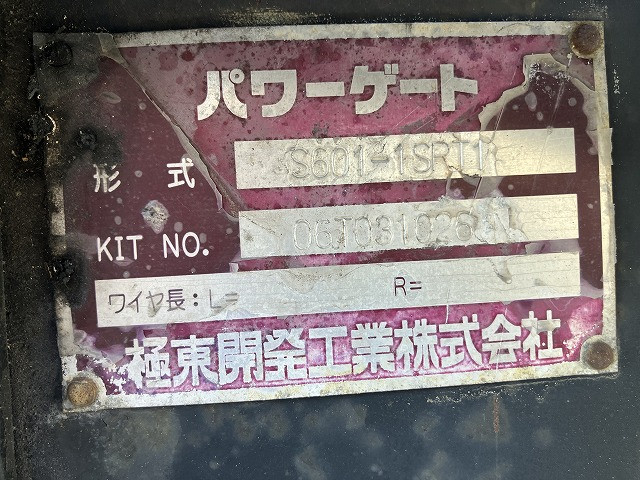 パワーゲート
形 式 S601-1SRT1
KIT NO. 06T031026
ワイヤ長:L= R=
極東開発工業株式会社